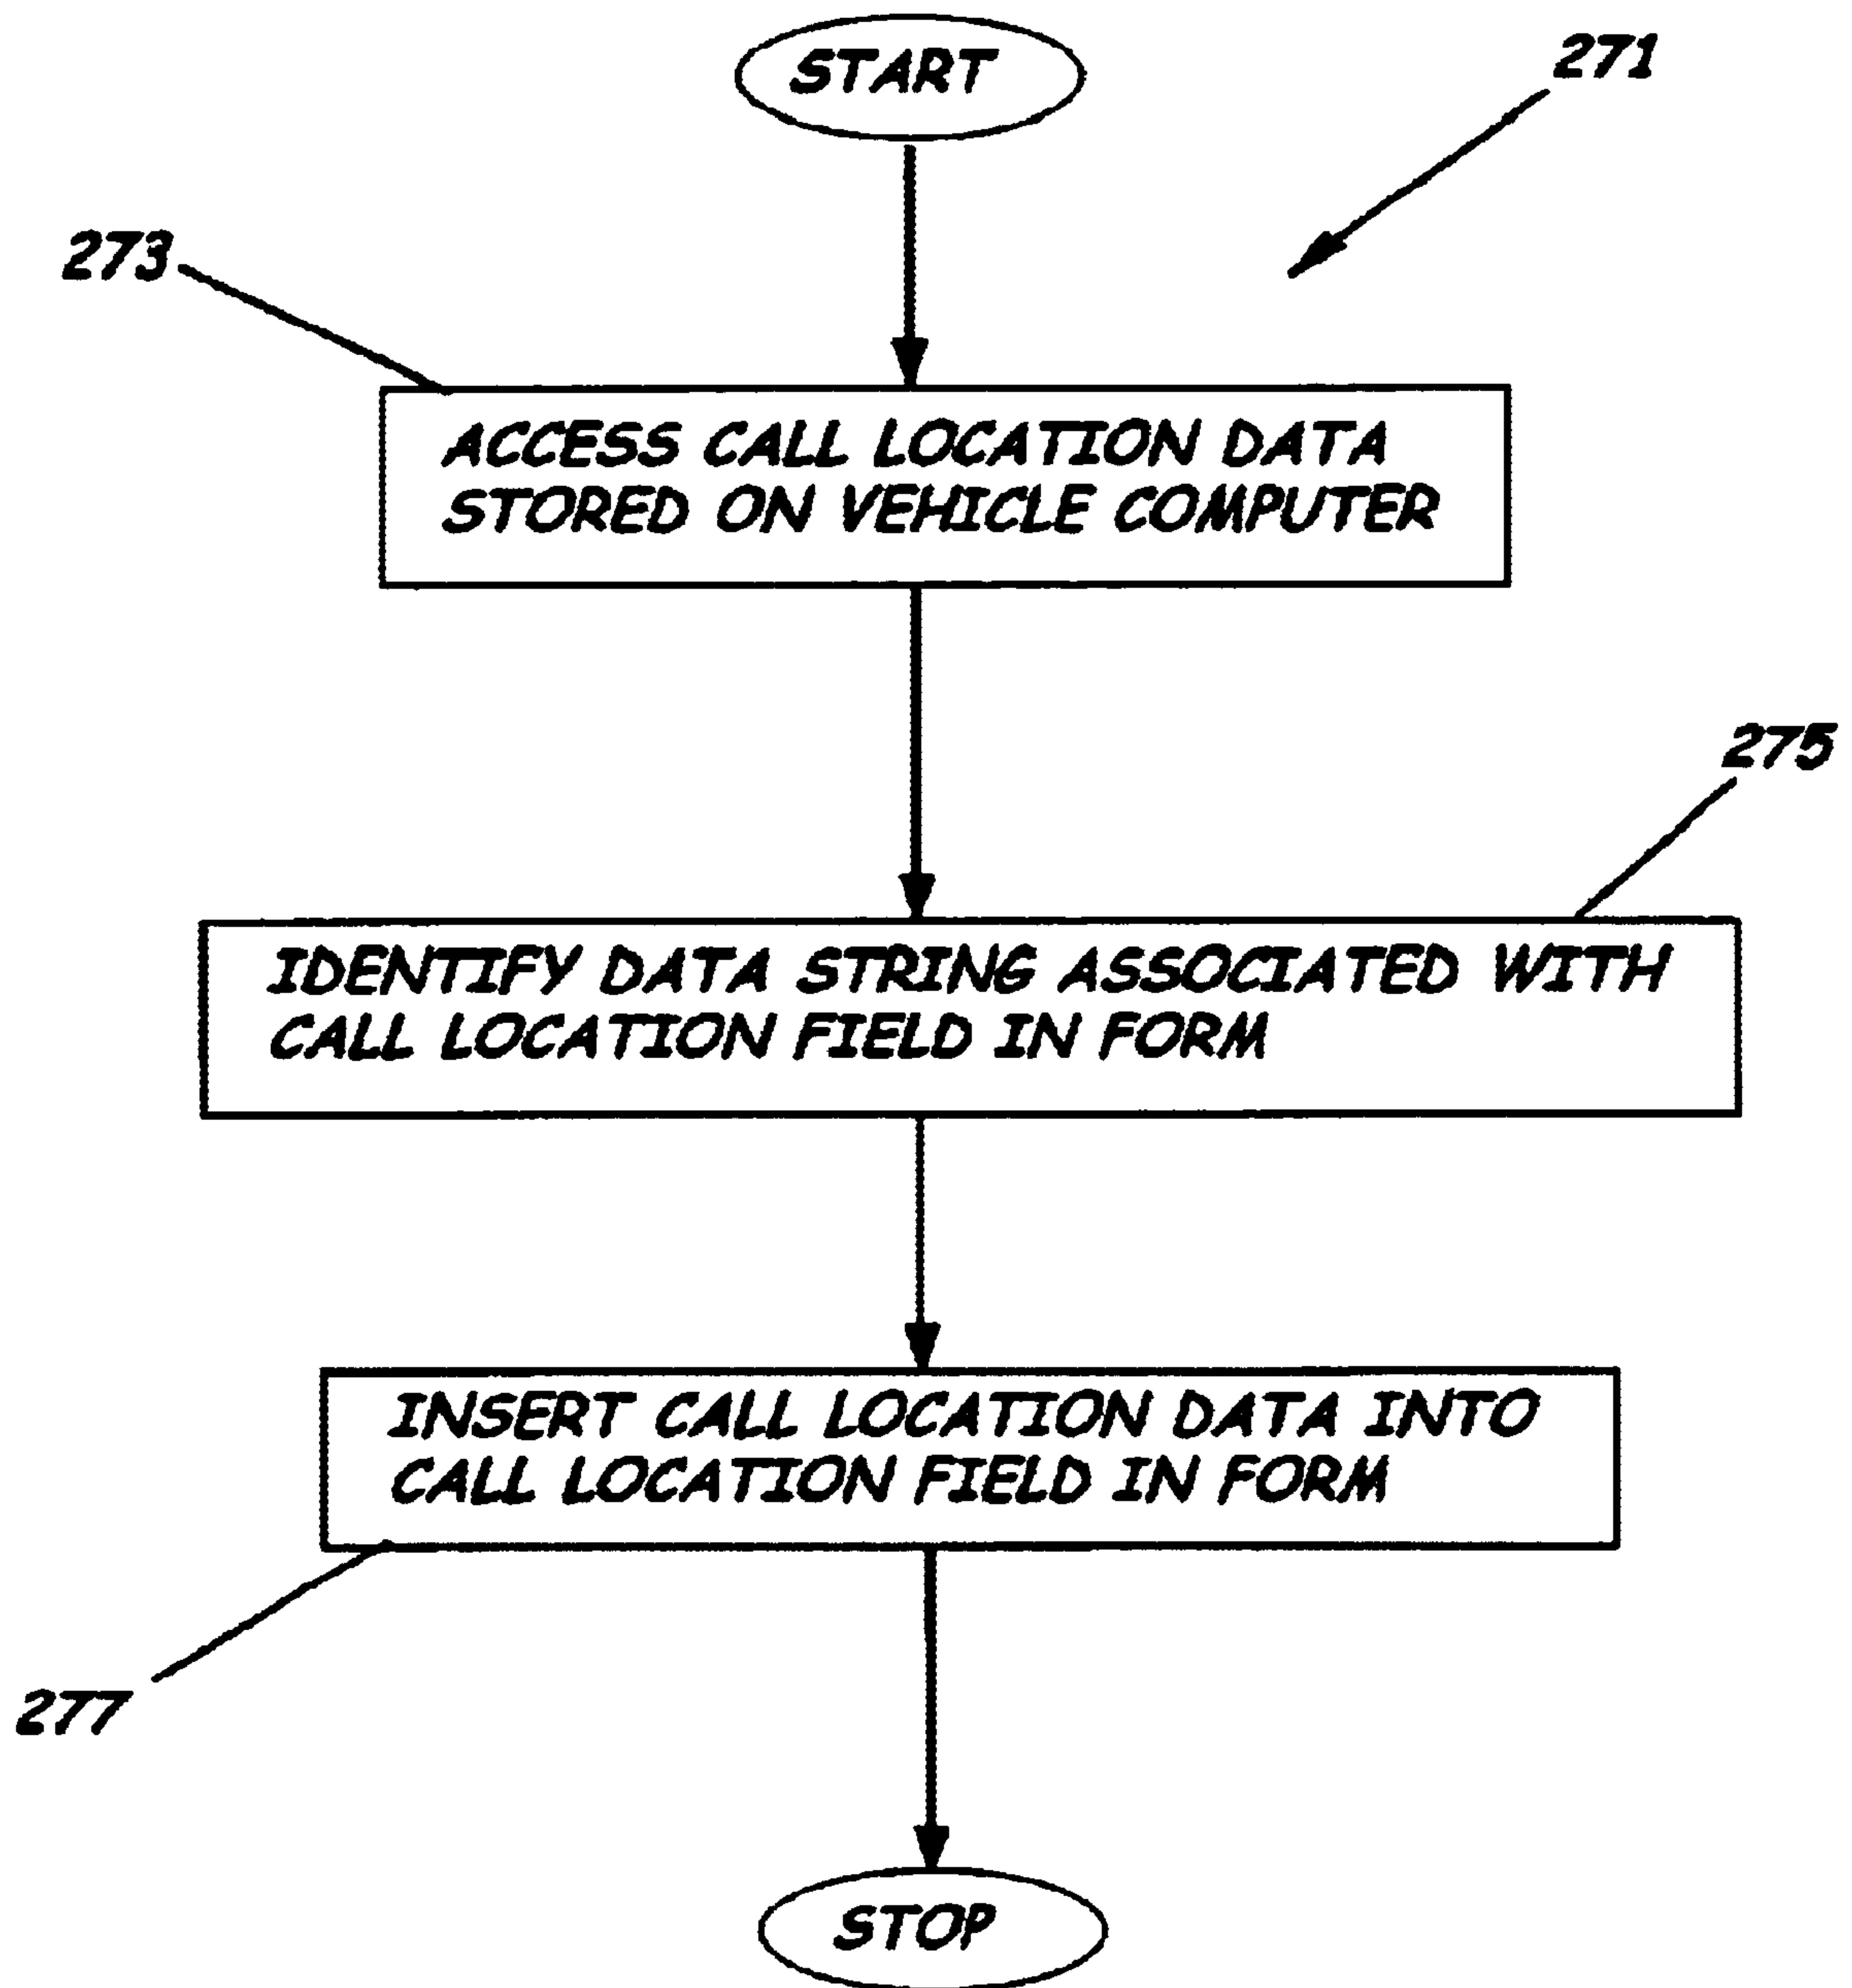 START
271
273
ACCESS CALL LOCATION DATA
STORED ON VEHICLE COMPUTER
275
IDENTIFY DATA STRING ASSOCIATED WITH
CALL LOCATION FIELD IN FORM
INSERT CALL LOCATION DATA INTO
CALL LOCATION FIELD IN FORM
277
STOP